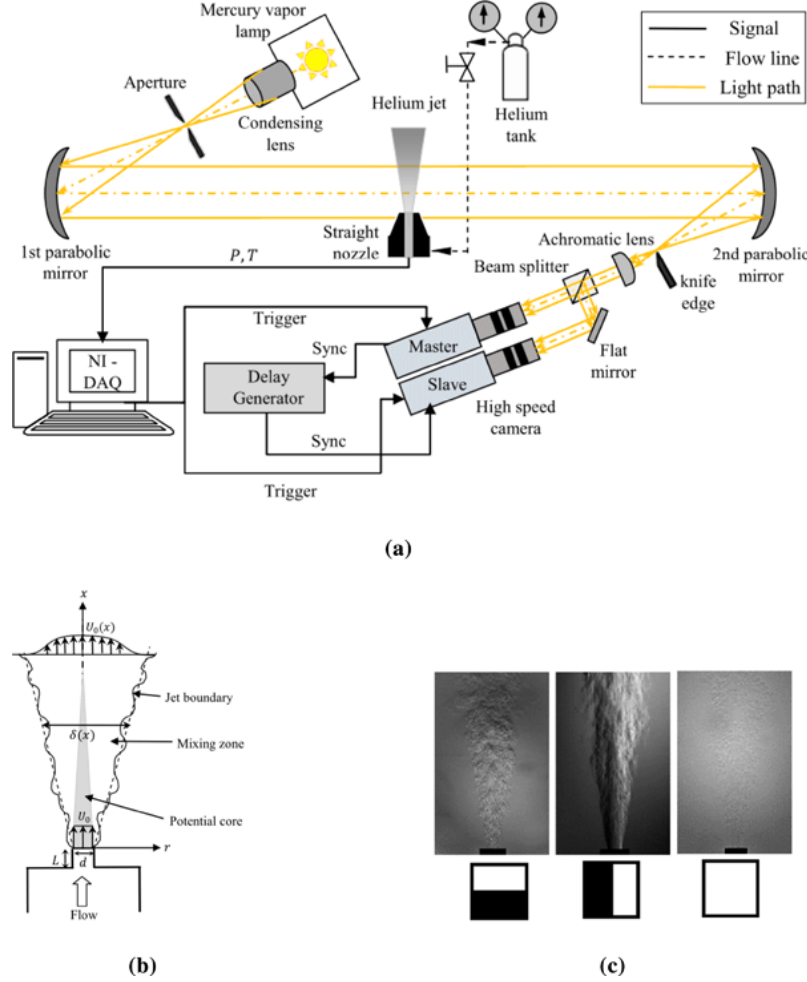 Mercury vapor
lamp
Signal
Flow line
Light path
Aperture
Condensing
lens
Helium jet
Helium
tank
Straight
nozzle
1st parabolic
mirror
P, T
Achromatic lens
2nd parabolic
mirror
Beam splitter
knife
edge
Trigger
Flat
mirror
NI -
DAQ
Sync
Master
Delay
Generator
Slave
High speed
camera
Sync
Trigger
(a)
x
U₀(x)
Jet boundary
δ(x)
Mixing zone
Potential core
U₀
r
L
d
Flow
(b)
(c)